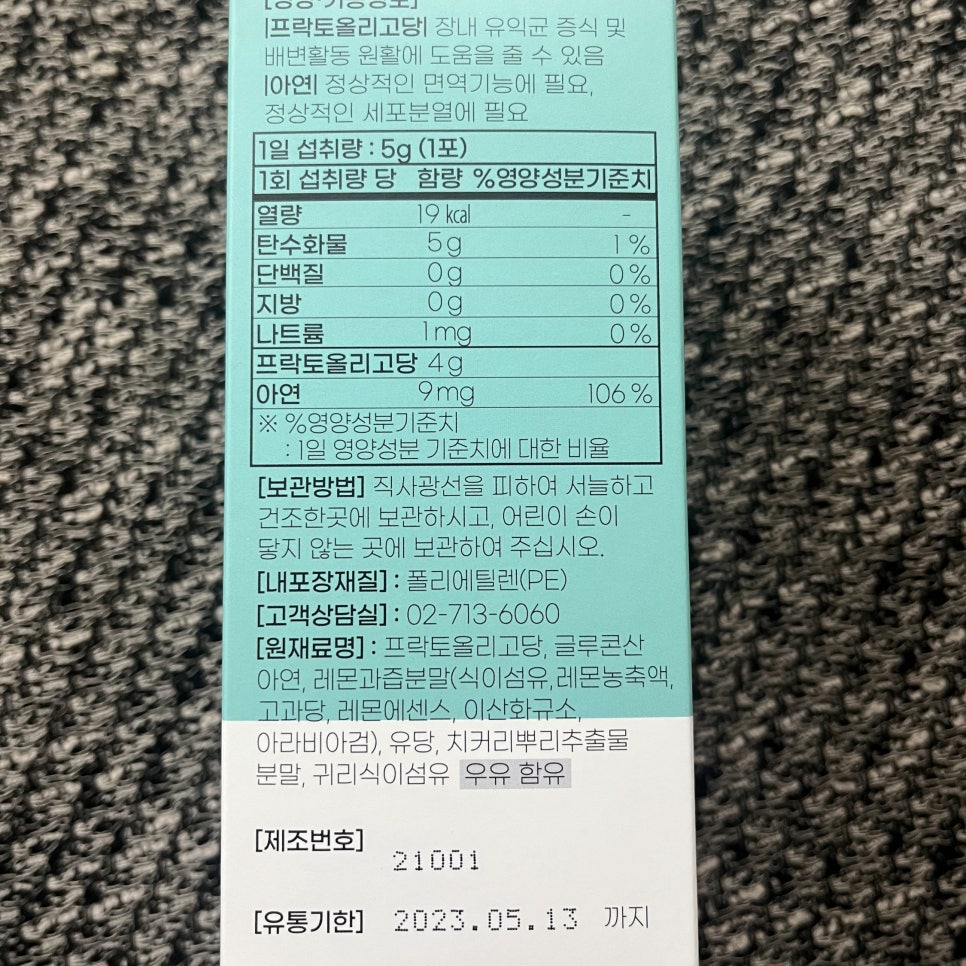 |프락토올리고당| 장내 유익균 증식 및
배변활동 원활에 도움을 줄 수 있음
|아연| 정상적인 면역기능에 필요,
정상적인 세포분열에 필요
1일 섭취량 : 5g (1포)
1회 섭취량 당 함량 %영양성분기준치
열량 19 kcal –
탄수화물 5g 1%
단백질 0g 0%
지방 0g 0%
나트륨 1mg 0%
프락토올리고당 4g
아연 9mg 106%
※ %영양성분기준치
: 1일 영양성분 기준치에 대한 비율
[보관방법] 직사광선을 피하여 서늘하고
건조한곳에 보관하시고, 어린이 손이
닿지 않는 곳에 보관하여 주십시오.
[내포장재질] : 폴리에틸렌(PE)
[고객상담실] : 02-713-6060
[원재료명] : 프락토올리고당, 글루콘산
아연, 레몬과즙분말(식이섬유,레몬농축액,
고과당, 레몬에센스, 이산화규소,
아라비아검), 유당, 치커리뿌리추출물
분말, 귀리식이섬유 우유 함유
[제조번호] 21001
[유통기한] 2023.05.13 까지